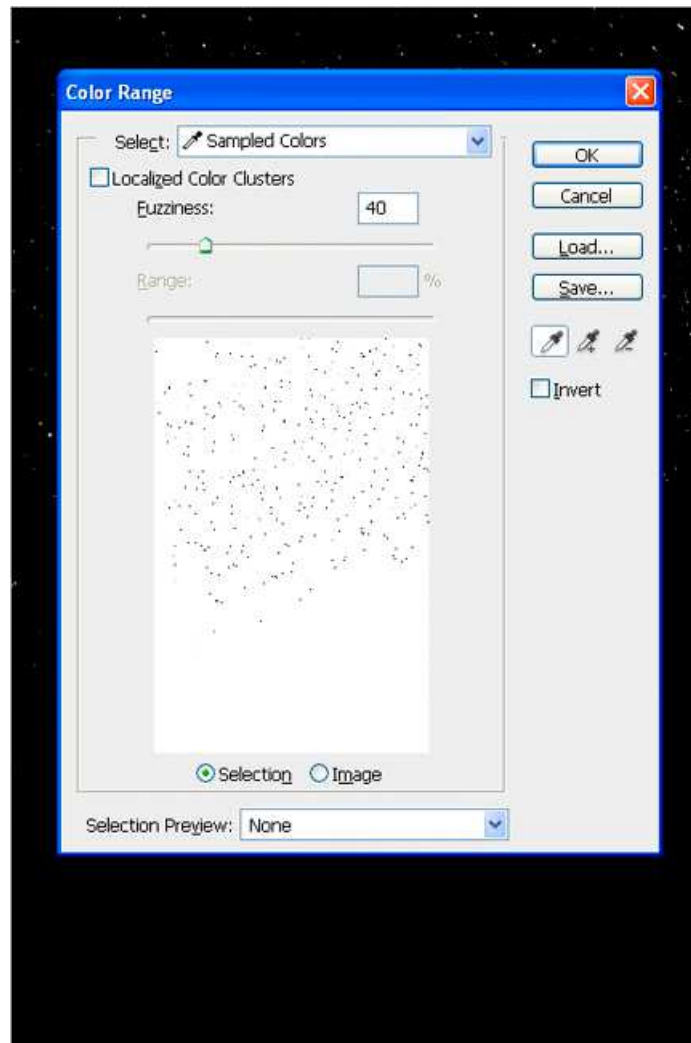 Color Range
Select: Sampled Colors
Localized Color Clusters
Fuzziness: 40
Range: %
Selection Image
Selection Preview: None
OK
Cancel
Load...
Save...
Invert